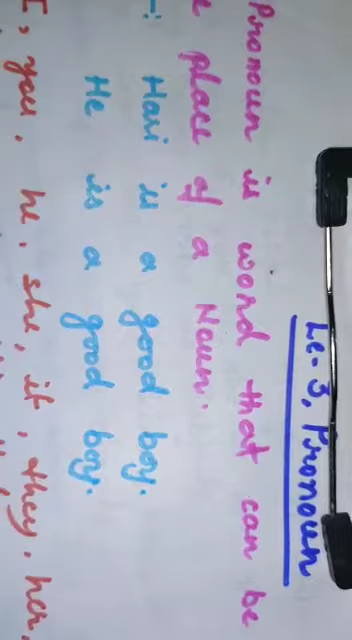 Le-3, Pronoun
Pronoun is word that can be
place of a Noun.
Hari is a good boy.
He is a good boy.
I, you, he, she, it, they, her,